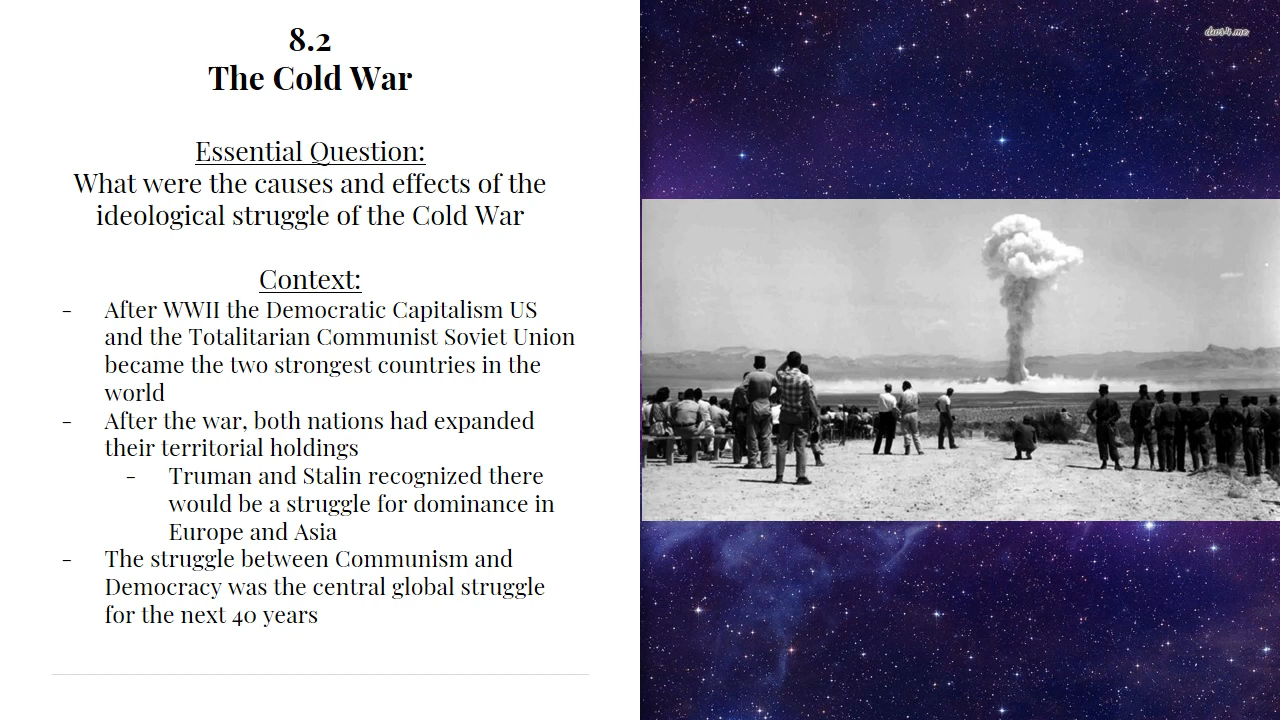 8.2
The Cold War
Essential Question:
What were the causes and effects of the
ideological struggle of the Cold War
Context:
- After WWII the Democratic Capitalism US
and the Totalitarian Communist Soviet Union
became the two strongest countries in the
world
- After the war, both nations had expanded
their territorial holdings
- Truman and Stalin recognized there
would be a struggle for dominance in
Europe and Asia
- The struggle between Communism and
Democracy was the central global struggle
for the next 40 years